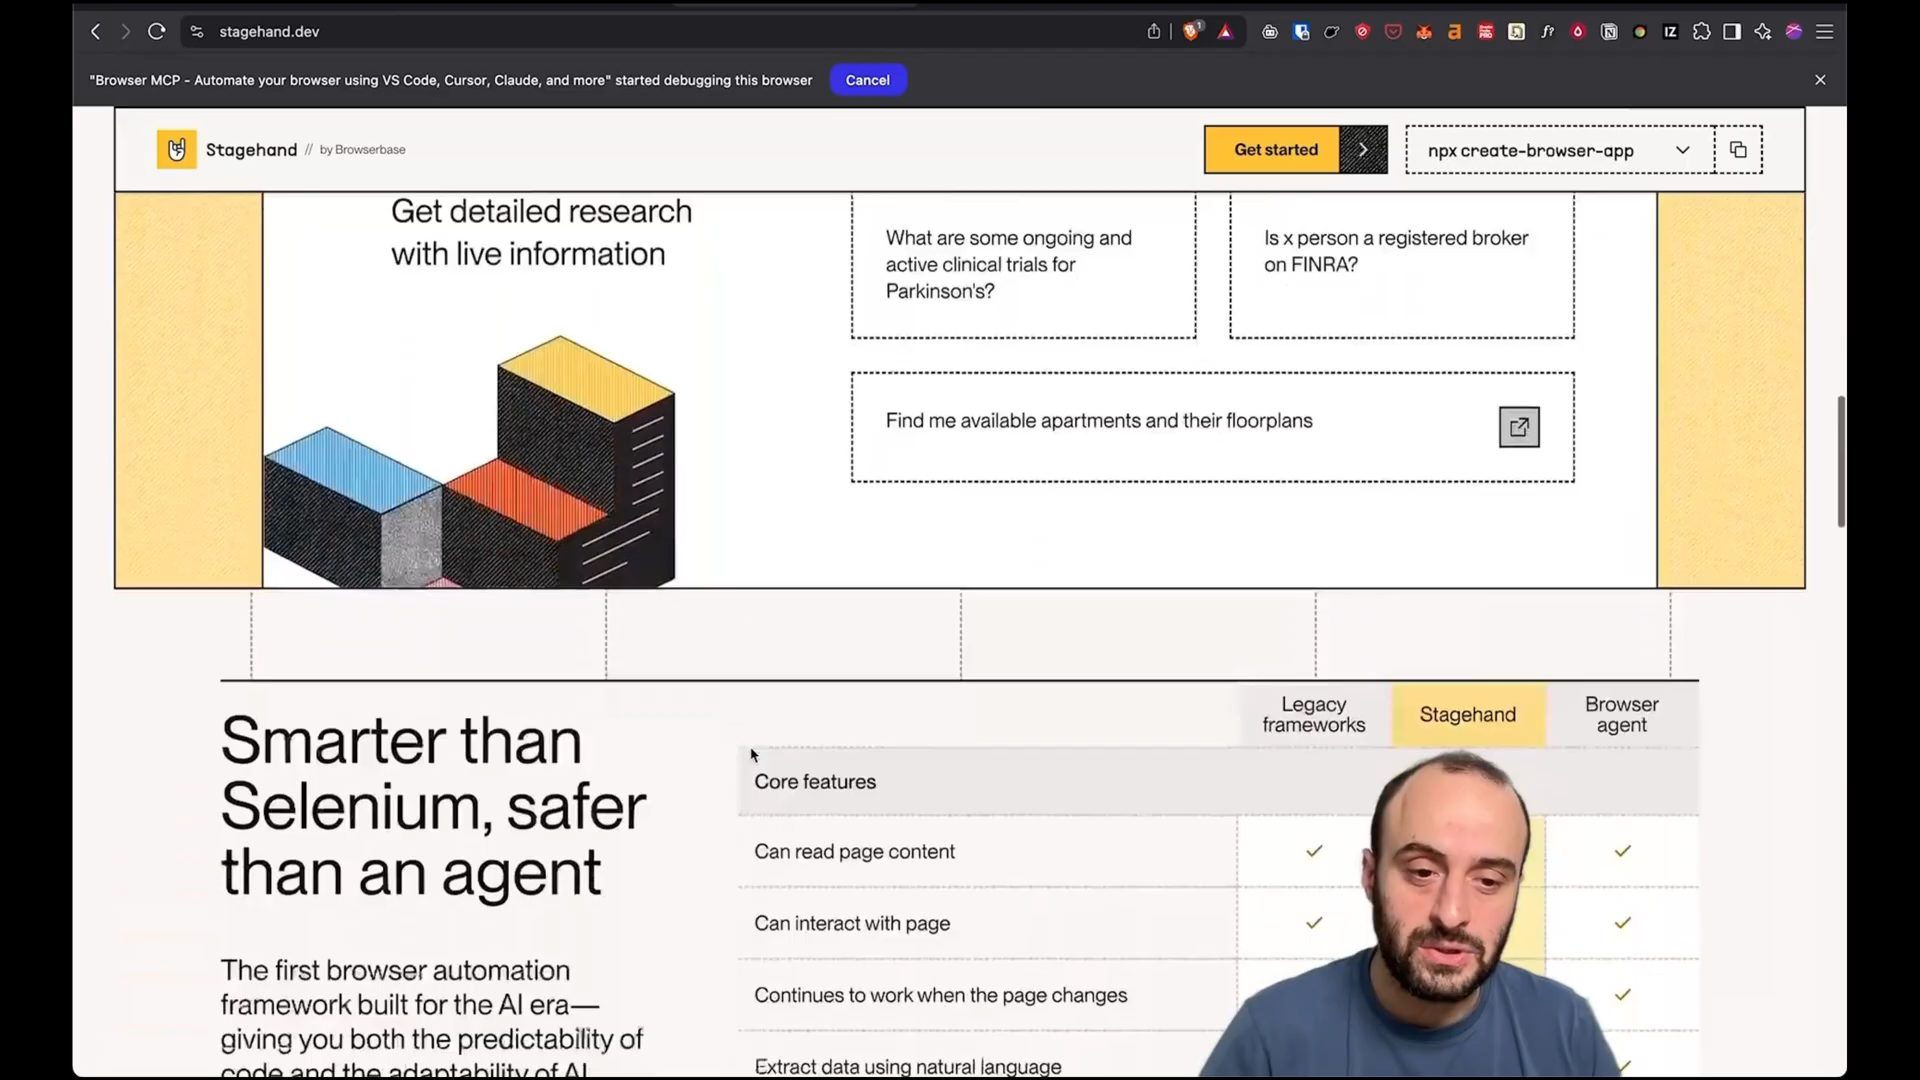 stagehand.dev
"Browser MCP - Automate your browser using VS Code, Cursor, Claude, and more" started debugging this browser
Cancel
Stagehand // by Browserbase
Get started
npx create-browser-app
Get detailed research
with live information
What are some ongoing and
active clinical trials for
Parkinson's?
Is x person a registered broker
on FINRA?
Find me available apartments and their floorplans
Smarter than
Selenium, safer
than an agent
The first browser automation
framework built for the AI era—
giving you both the predictability of
code and the adaptability of AI.
Legacy
frameworks
Stagehand
Browser
agent
Core features
Can read page content
Can interact with page
Continues to work when the page changes
Extract data using natural language